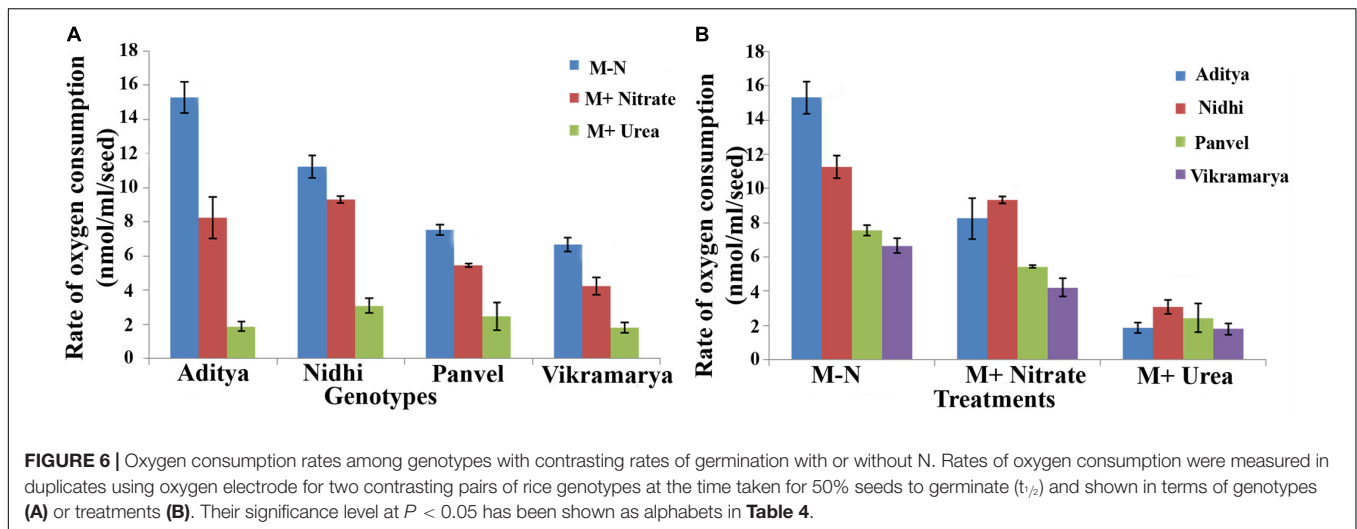 A
Rate of oxygen consumption
(nmol/ml/seed)
18
16
14
12
10
8
6
4
2
0
M-N
M+ Nitrate
M+ Urea
Aditya Nidhi Panvel Vikramarya
Genotypes
B
Rate of oxygen consumption
(nmol/ml/seed)
18
16
14
12
10
8
6
4
2
0
Aditya
Nidhi
Panvel
Vikramarya
M-N M+ Nitrate M+ Urea
Treatments
FIGURE 6 | Oxygen consumption rates among genotypes with contrasting rates of germination with or without N. Rates of oxygen consumption were measured in
duplicates using oxygen electrode for two contrasting pairs of rice genotypes at the time taken for 50% seeds to germinate (t1/2) and shown in terms of genotypes
(A) or treatments (B). Their significance level at P < 0.05 has been shown as alphabets in Table 4.